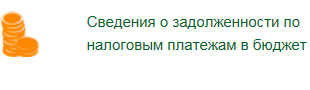 Сведения о задолженности по
налоговым платежам в бюджет